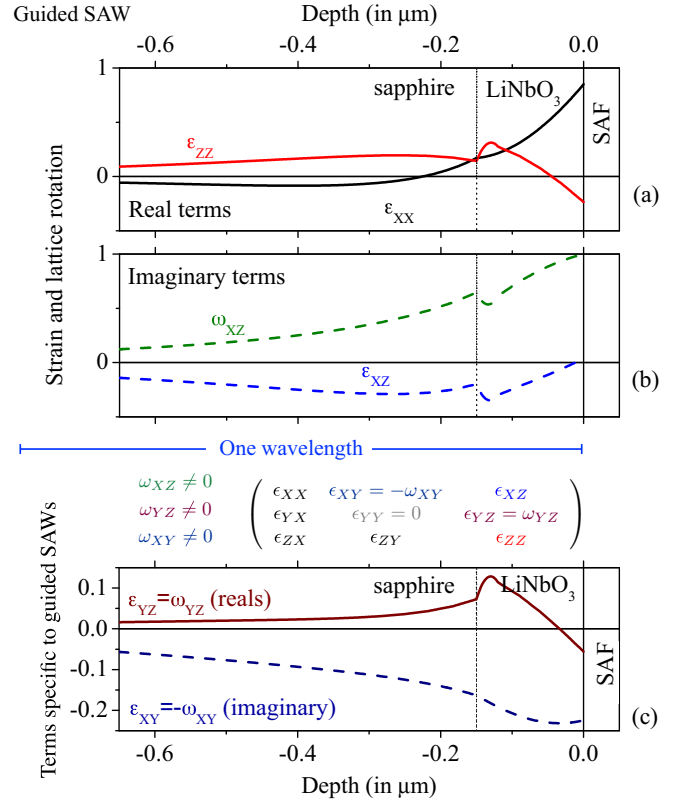 Guided SAW
Depth (in μm)
-0.6 -0.4 -0.2 0.0
1
0
sapphire
LiNbO3
SAF
εZZ
εXX
Real terms
(a)
Strain and lattice rotation
1
0
Imaginary terms
ωXZ
εXZ
(b)
One wavelength
ωXZ ≠ 0
ωYZ ≠ 0
ωXY ≠ 0
ϵXX ϵXY = −ωXY ϵXZ
ϵYX ϵYY = 0 ϵYZ = ωYZ
ϵZX ϵZY ϵZZ
Terms specific to guided SAWs
0.1
0.0
-0.1
-0.2
sapphire
LiNbO3
SAF
εYZ=ωYZ (reals)
εXY=-ωXY (imaginary)
(c)
-0.6 -0.4 -0.2 0.0
Depth (in μm)